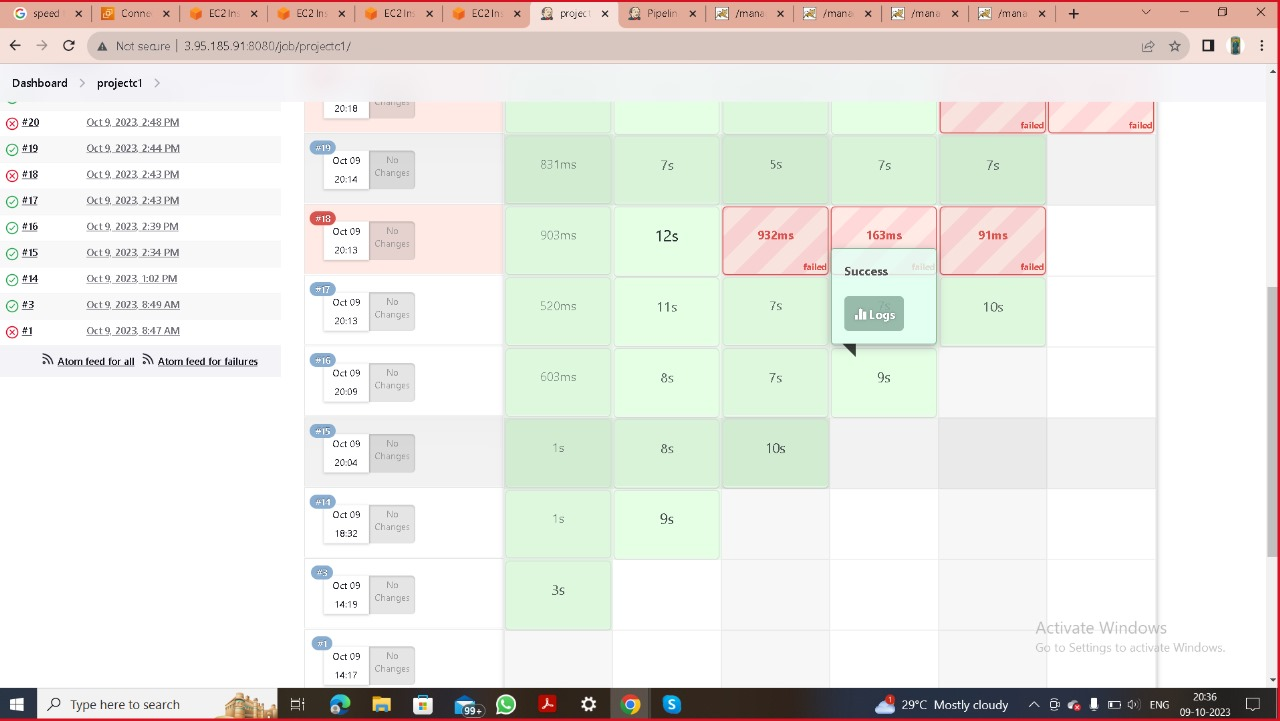 speed
Conne
EC2 Ins
EC2 Ins
EC2 Ins
EC2 Ins
project
Pipelin
/mana
/mana
/mana
/mana
Not secure | 3.95.185.91:8080/job/projectc1/
Dashboard > projectc1 >
#20 Oct 9, 2023, 2:48 PM
#19 Oct 9, 2023, 2:44 PM
#18 Oct 9, 2023, 2:43 PM
#17 Oct 9, 2023, 2:43 PM
#16 Oct 9, 2023, 2:39 PM
#15 Oct 9, 2023, 2:34 PM
#14 Oct 9, 2023, 1:02 PM
#3 Oct 9, 2023, 8:49 AM
#1 Oct 9, 2023, 8:47 AM
Atom feed for all Atom feed for failures
20:18
Changes
failed
failed
#19
Oct 09
20:14
No
Changes
831ms
7s
5s
7s
7s
#18
Oct 09
20:13
No
Changes
903ms
12s
932ms
failed
163ms
failed
91ms
failed
Success
Logs
#17
Oct 09
20:13
No
Changes
520ms
11s
7s
7s
10s
#16
Oct 09
20:09
No
Changes
603ms
8s
7s
9s
#15
Oct 09
20:04
No
Changes
1s
8s
10s
#14
Oct 09
18:32
No
Changes
1s
9s
#3
Oct 09
14:19
No
Changes
3s
#1
Oct 09
14:17
No
Changes
Activate Windows
Go to Settings to activate Windows.
Type here to search
99+
1
29°C Mostly cloudy
ENG
20:36
09-10-2023